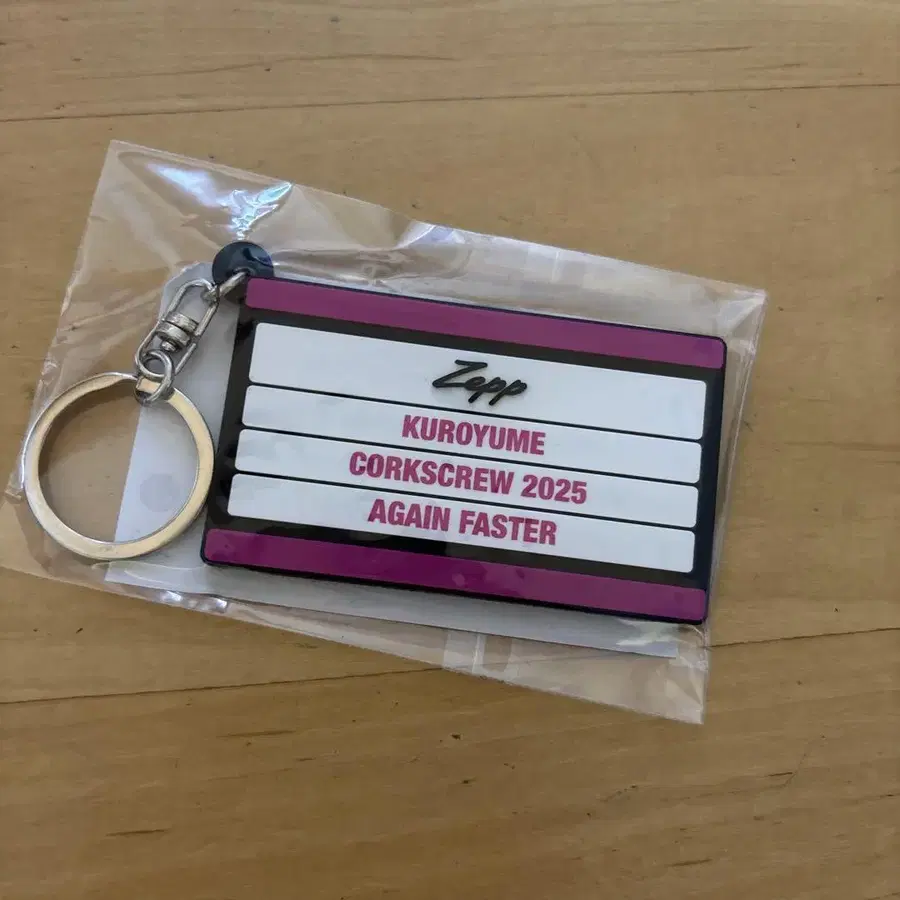 Zepp
KUROYUME
CORKSCREW 2025
AGAIN FASTER